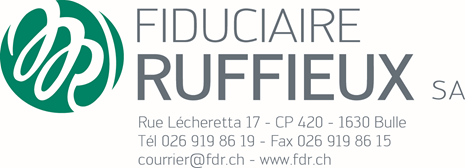 FIDUCIAIRE
RUFFIEUX SA
Rue Lécheretta 17 - CP 420 - 1630 Bulle
Tél 026 919 86 19 - Fax 026 919 86 15
courrier@fdr.ch - www.fdr.ch